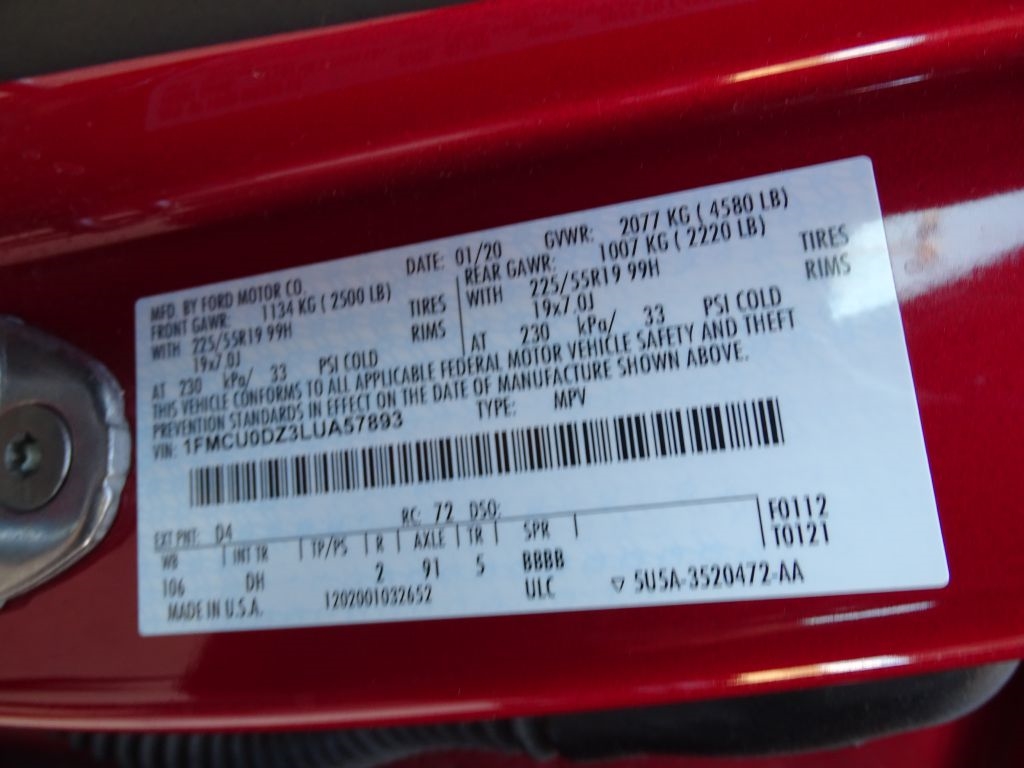 MFD. BY FORD MOTOR CO. DATE: 01/20 GVWR: 2077 KG ( 4580 LB)
FRONT GAWR: 1134 KG ( 2500 LB) REAR GAWR: 1007 KG ( 2220 LB)
WITH 225/55R19 99H TIRES WITH 225/55R19 99H TIRES
19x7.0J RIMS 19x7.0J RIMS
AT 230 kPa/ 33 PSI COLD AT 230 kPa/ 33 PSI COLD
THIS VEHICLE CONFORMS TO ALL APPLICABLE FEDERAL MOTOR VEHICLE SAFETY AND THEFT
PREVENTION STANDARDS IN EFFECT ON THE DATE OF MANUFACTURE SHOWN ABOVE.
VIN: 1FMCU0DZ3LUA57893 TYPE: MPV
EXT PNT: D4 RC: 72 DSO: F0112
WB INT TR TP/PS R AXLE TR SPR T0121
106 DH 2 91 5 BBBB
MADE IN U.S.A. 1202001032652 ULC ▽ 5U5A-3520472-AA